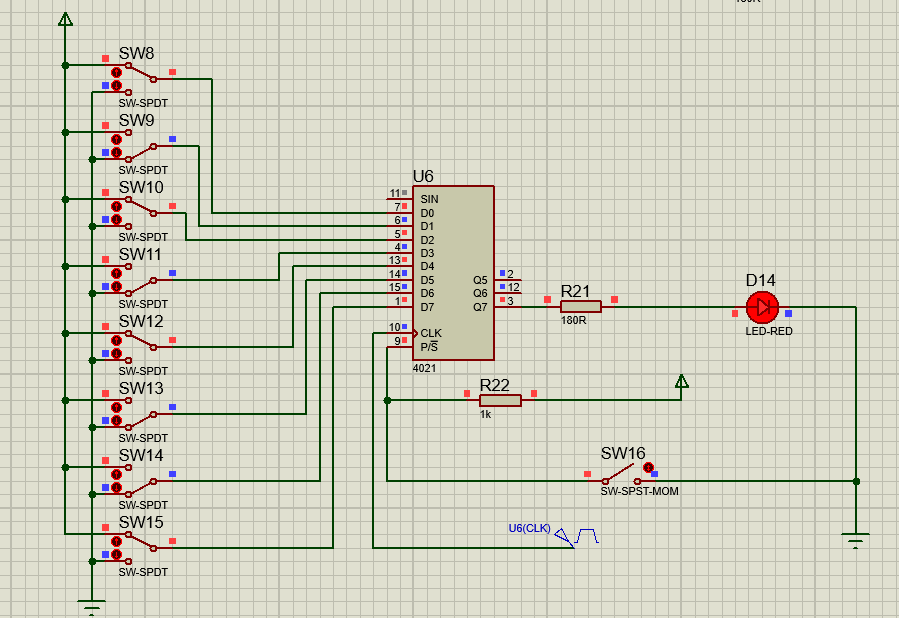 SW8
SW-SPDT
SW9
SW-SPDT
SW10
SW-SPDT
SW11
SW-SPDT
SW12
SW-SPDT
SW13
SW-SPDT
SW14
SW-SPDT
SW15
SW-SPDT
U6
11 SIN
7 D0
6 D1
5 D2
4 D3
13 D4
14 D5 Q5 2
15 D6 Q6 12
1 D7 Q7 3
10 CLK
9 P/S̅
4021
R21
180R
D14
LED-RED
R22
1k
SW16
SW-SPST-MOM
U6(CLK)